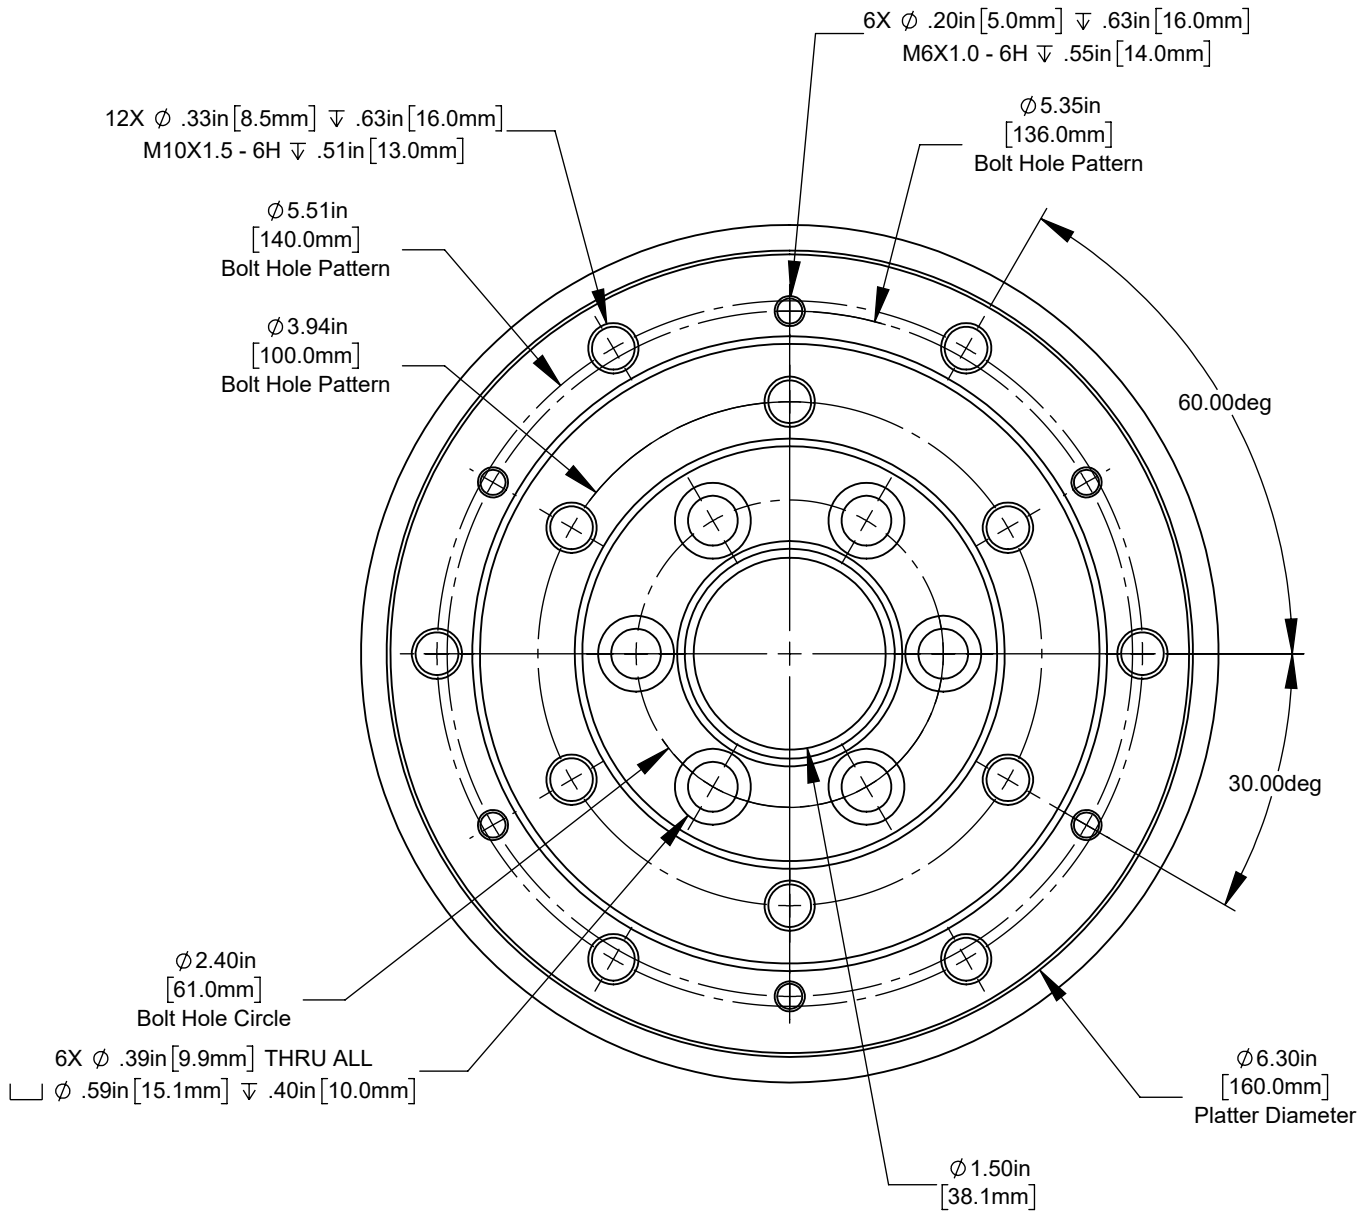 6X ∅ .20in[5.0mm] ↧ .63in[16.0mm]
M6X1.0 - 6H ↧ .55in[14.0mm]
12X ∅ .33in[8.5mm] ↧ .63in[16.0mm]
M10X1.5 - 6H ↧ .51in[13.0mm]
∅5.35in
[136.0mm]
Bolt Hole Pattern
∅5.51in
[140.0mm]
Bolt Hole Pattern
∅3.94in
[100.0mm]
Bolt Hole Pattern
60.00deg
30.00deg
∅2.40in
[61.0mm]
Bolt Hole Circle
6X ∅ .39in[9.9mm] THRU ALL
⌴ ∅ .59in[15.1mm] ↧ .40in[10.0mm]
∅6.30in
[160.0mm]
Platter Diameter
∅1.50in
[38.1mm]